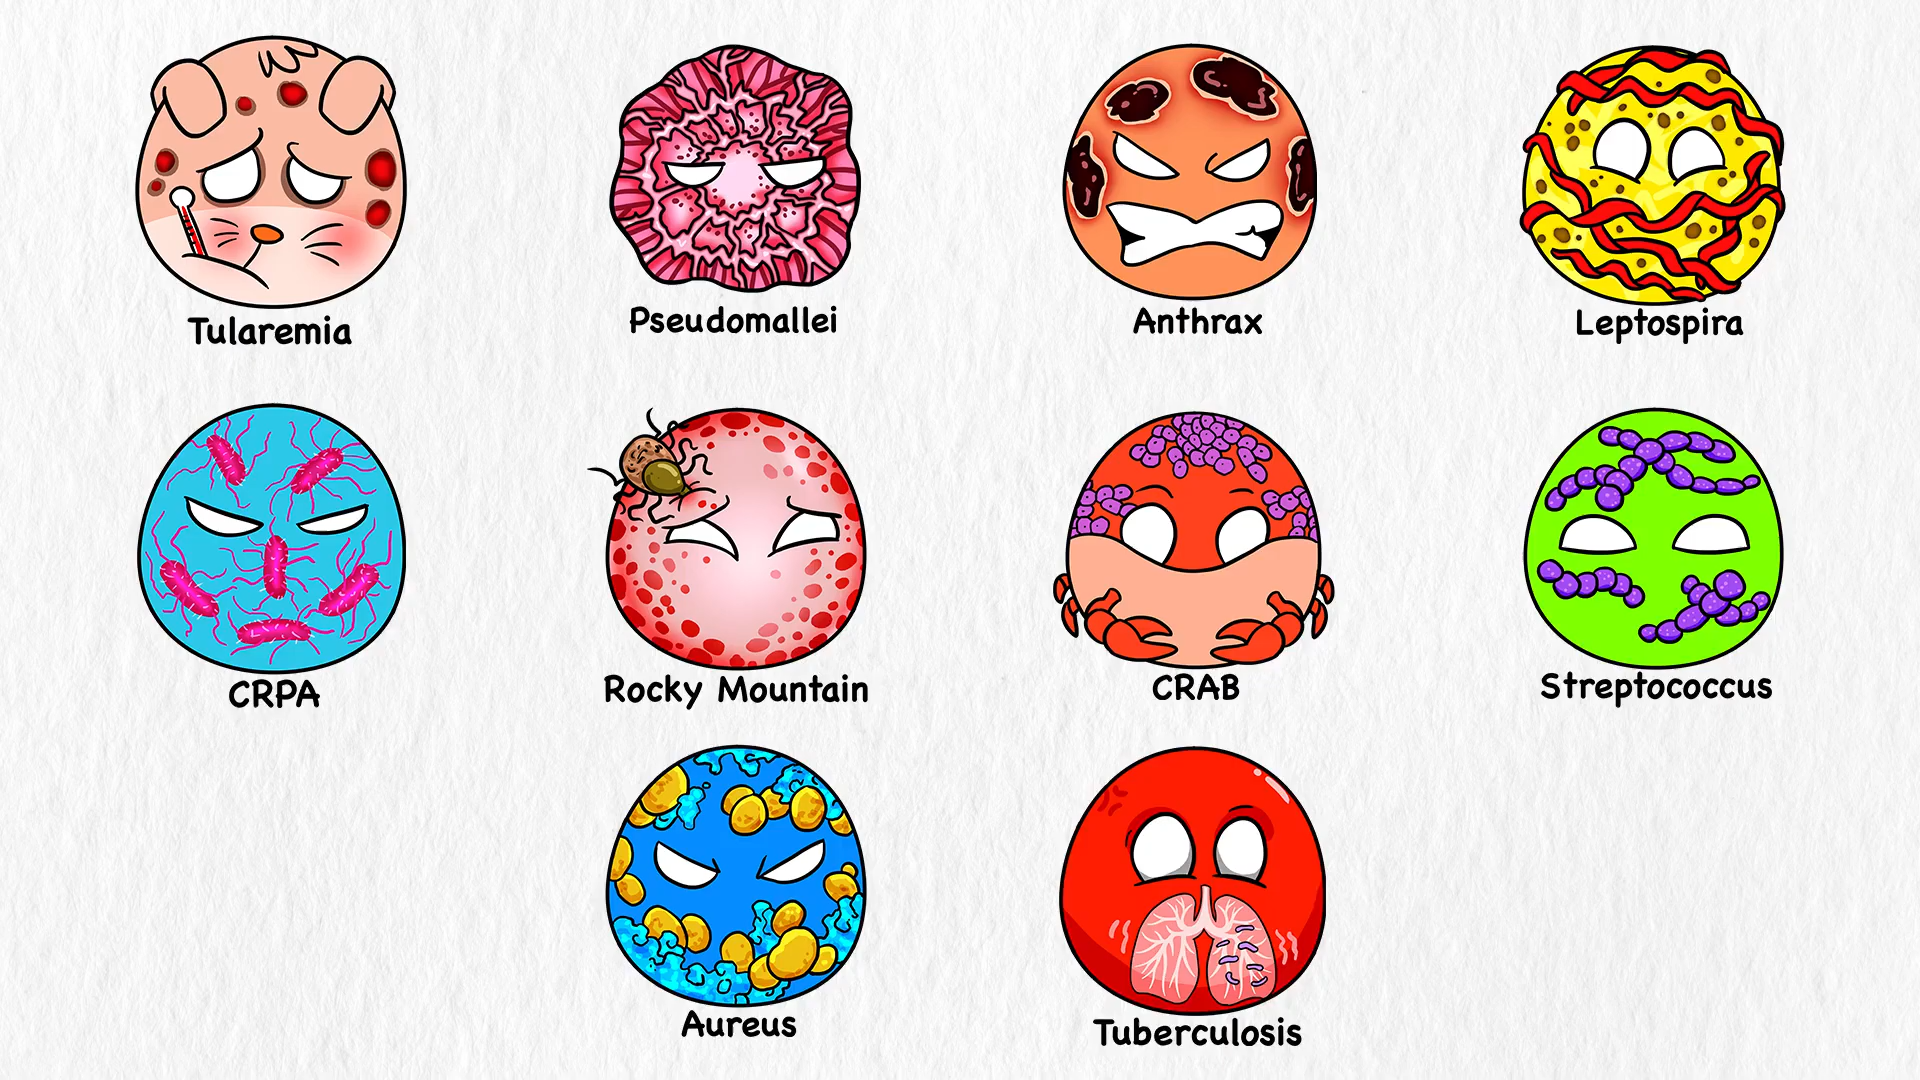 Tularemia
Pseudomallei
Anthrax
Leptospira
CRPA
Rocky Mountain
CRAB
Streptococcus
Aureus
Tuberculosis